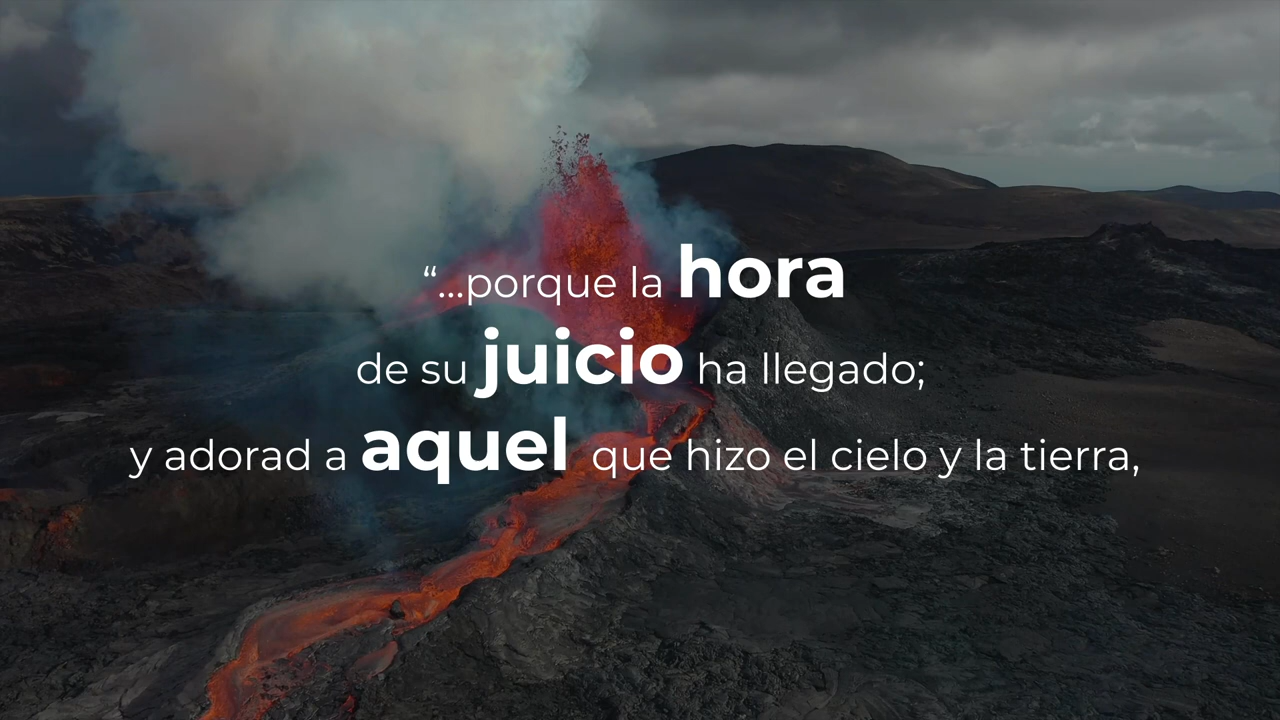 “...porque la hora
de su juicio ha llegado;
y adorad a aquel que hizo el cielo y la tierra,